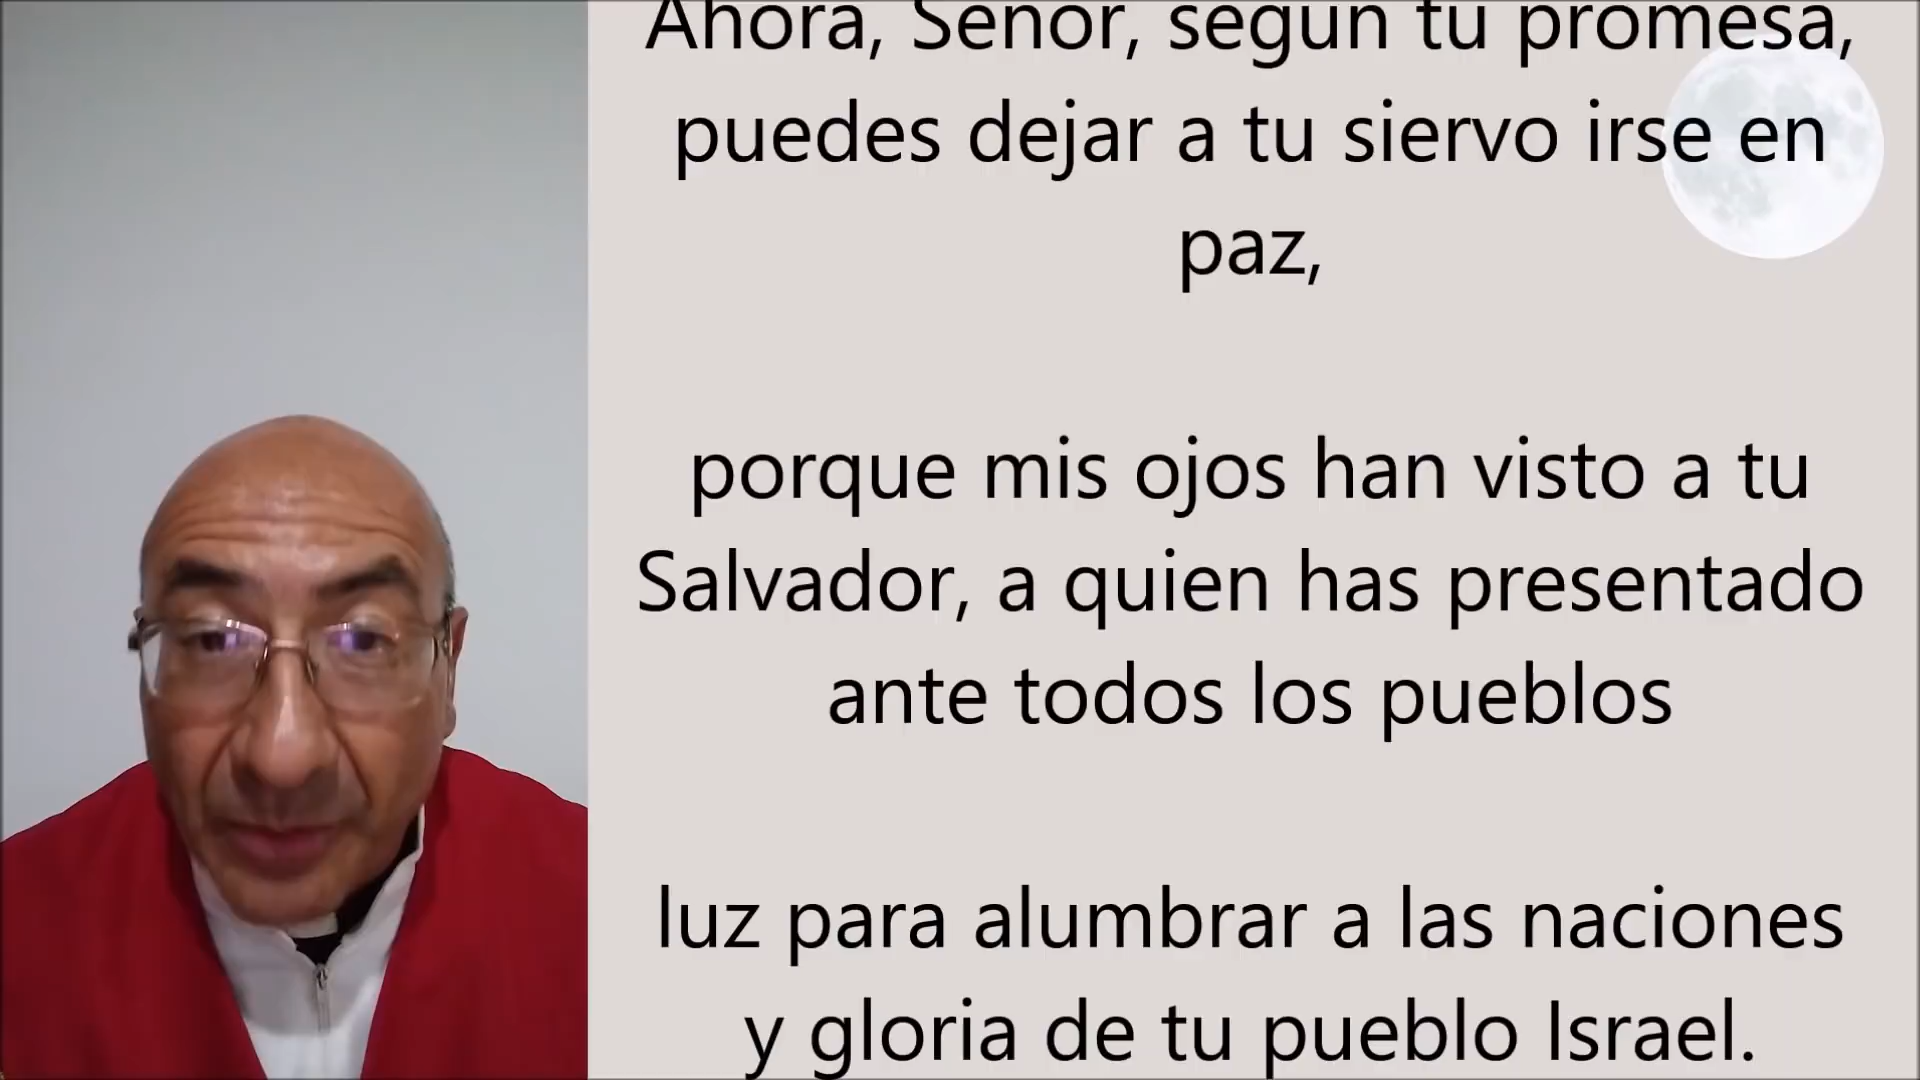 Ahora, Señor, según tu promesa,
puedes dejar a tu siervo irse en
paz,
porque mis ojos han visto a tu
Salvador, a quien has presentado
ante todos los pueblos
luz para alumbrar a las naciones
y gloria de tu pueblo Israel.